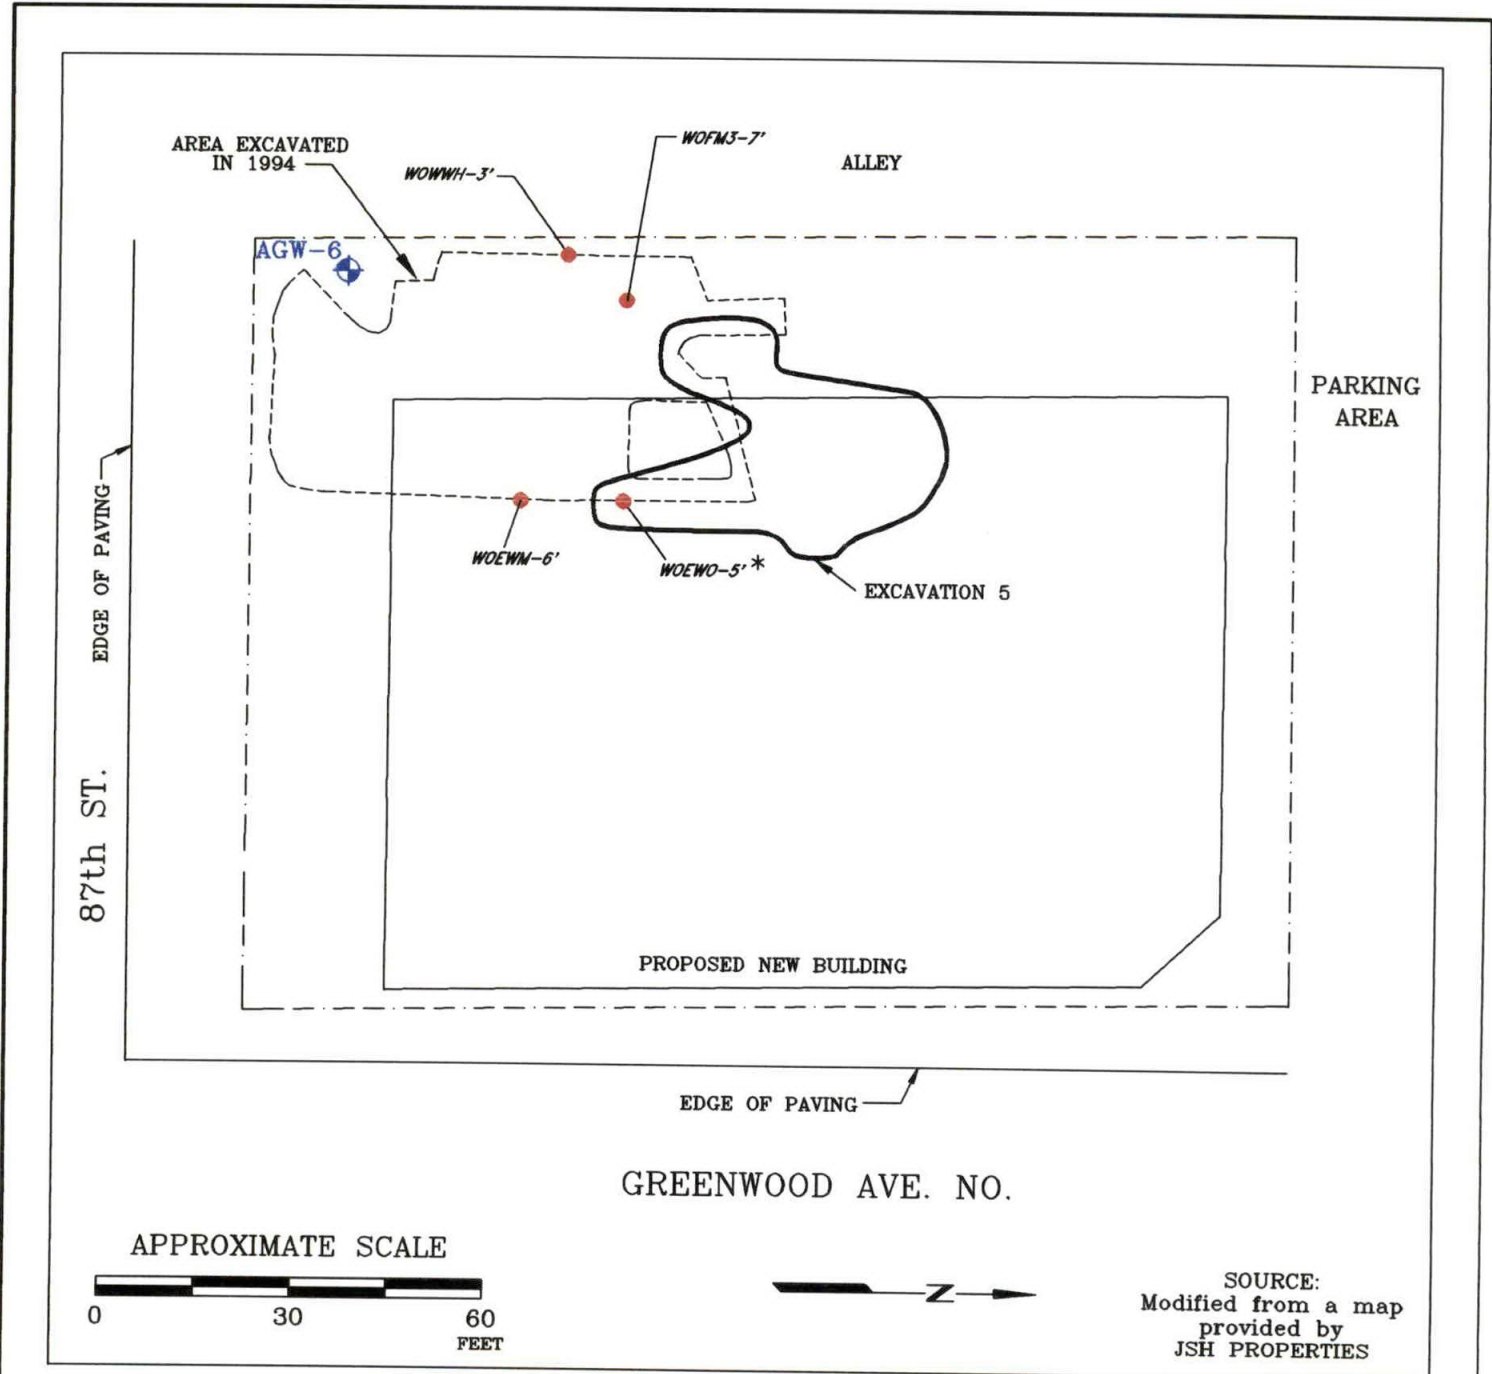 AREA EXCAVATED
IN 1994
WOWWH-3'
WOFM3-7'
ALLEY
AGW-6
PARKING
AREA
EDGE OF PAVING
WOEWM-6'
WOEWO-5' *
EXCAVATION 5
87th ST.
PROPOSED NEW BUILDING
EDGE OF PAVING
GREENWOOD AVE. NO.
APPROXIMATE SCALE
0 30 60
FEET
N
SOURCE:
Modified from a map
provided by
JSH PROPERTIES